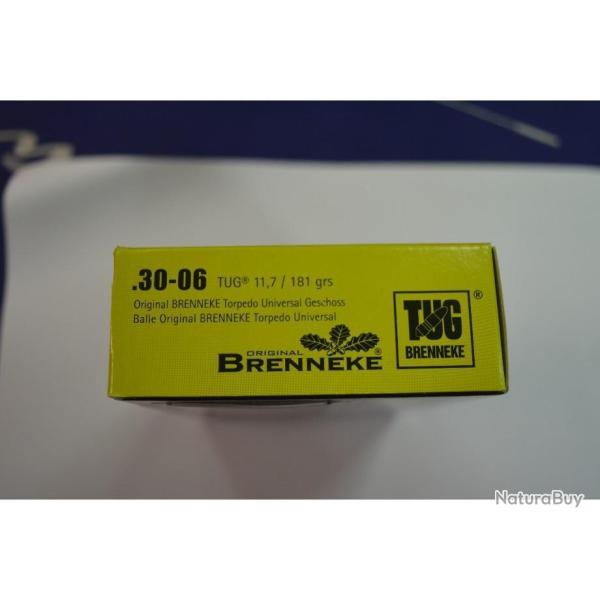 .30-06 TUG® 11,7 / 181 grs
Original BRENNEKE Torpedo Universal Geschoss
Balle Original BRENNEKE Torpedo Universal
ORIGINAL
BRENNEKE®
TUG®
BRENNEKE
NaturaBuy